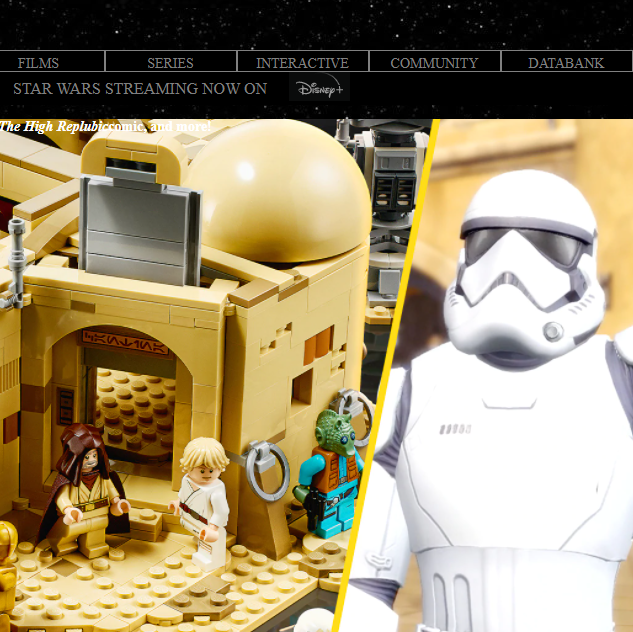 FILMS SERIES INTERACTIVE COMMUNITY DATABANK
STAR WARS STREAMING NOW ON Disney+
The High Replubiccomic, and more!